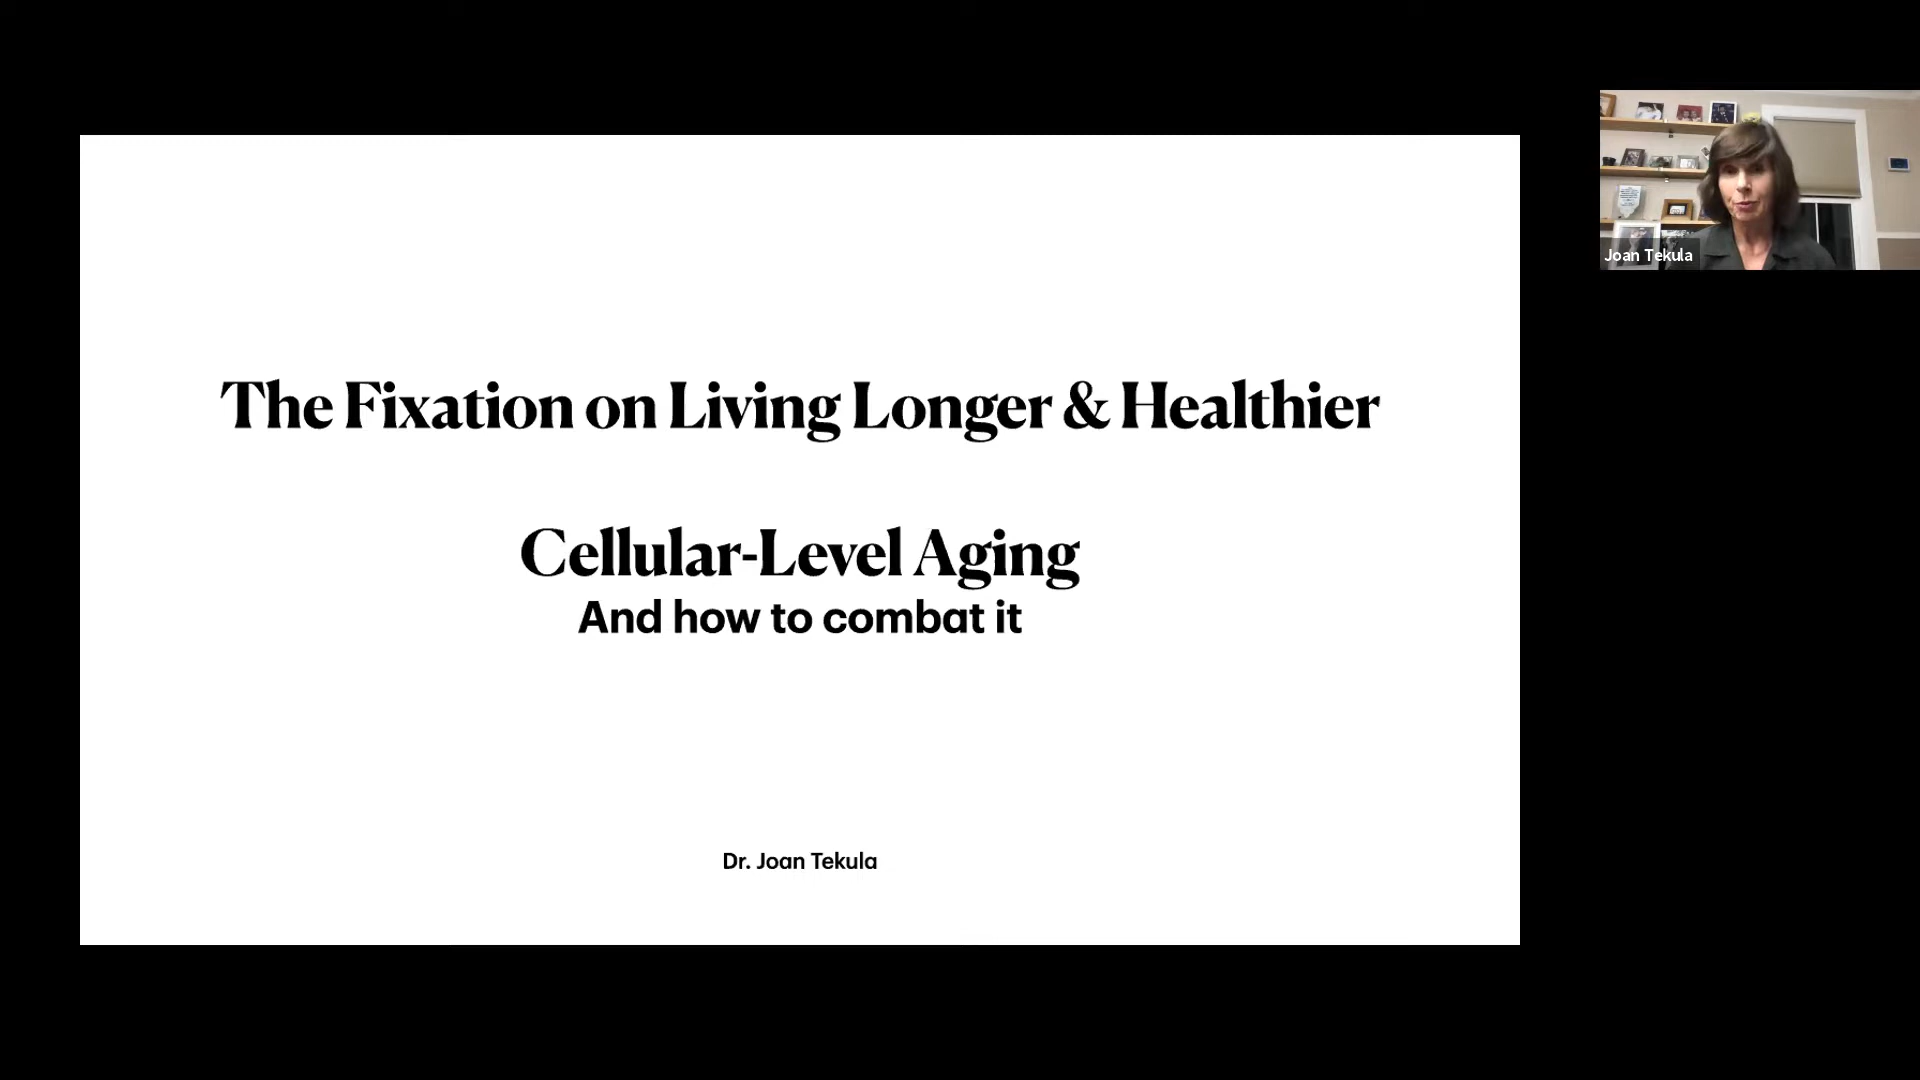 The Fixation on Living Longer & Healthier
Cellular-Level Aging
And how to combat it
Dr. Joan Tekula
Joan Tekula